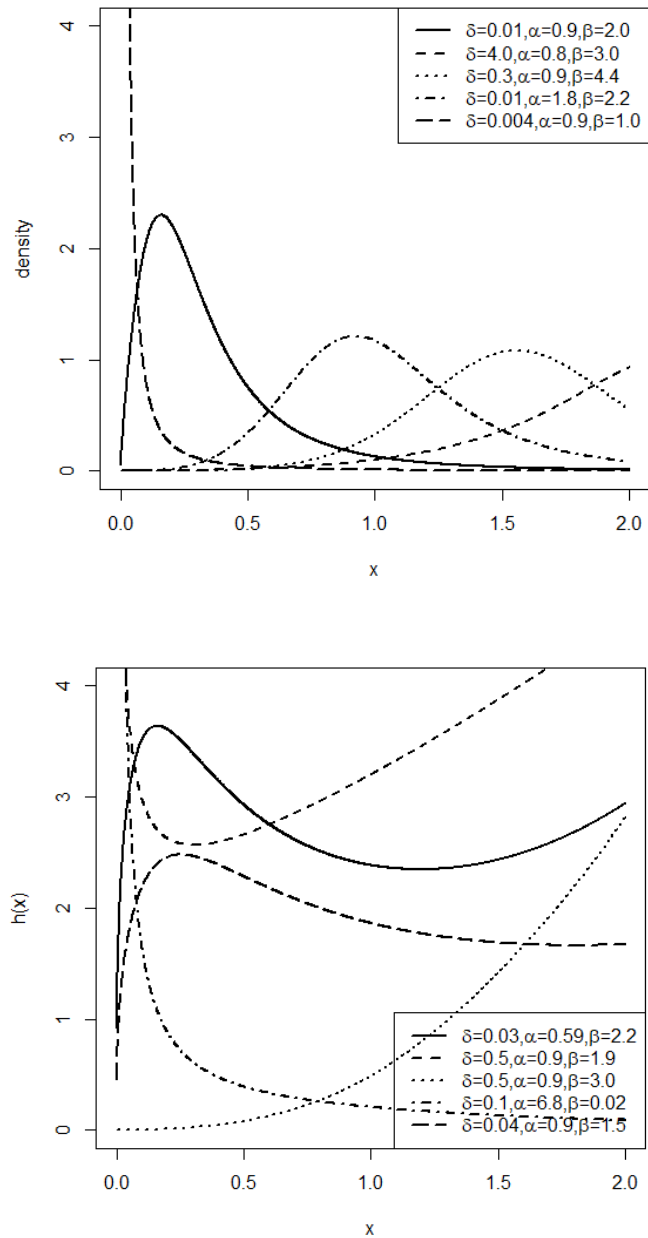 4
3
2
1
0
density
δ=0.01,α=0.9,β=2.0
δ=4.0,α=0.8,β=3.0
δ=0.3,α=0.9,β=4.4
δ=0.01,α=1.8,β=2.2
δ=0.004,α=0.9,β=1.0
0.0 0.5 1.0 1.5 2.0
x
4
3
2
1
0
h(x)
δ=0.03,α=0.59,β=2.2
δ=0.5,α=0.9,β=1.9
δ=0.5,α=0.9,β=3.0
δ=0.1,α=6.8,β=0.02
δ=0.04,α=0.9,β=1.5
0.0 0.5 1.0 1.5 2.0
x